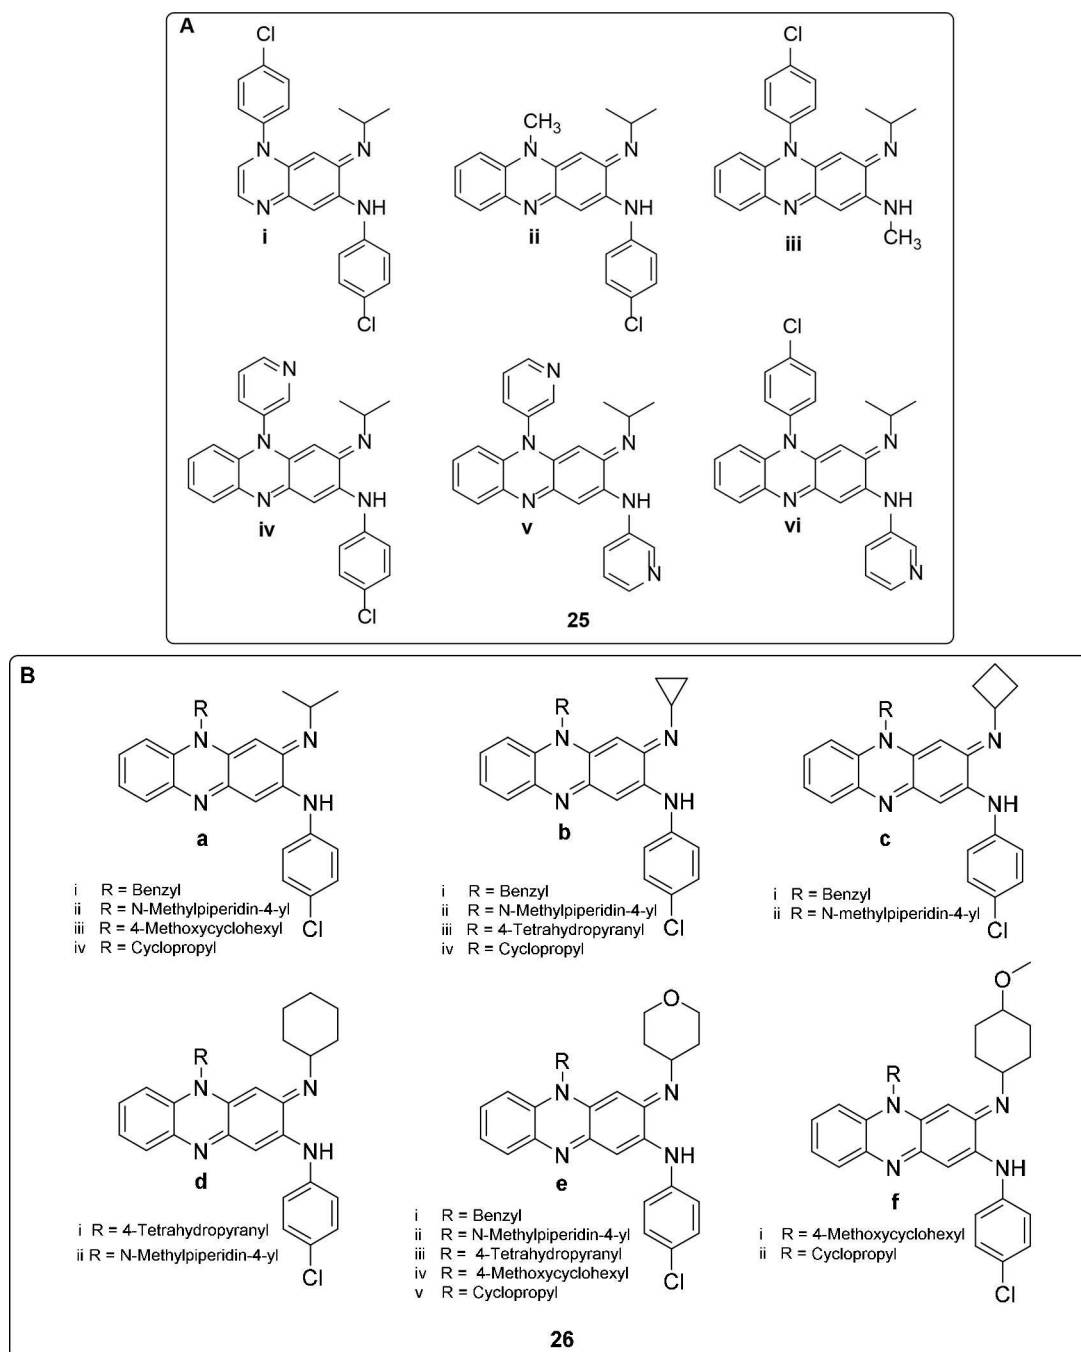 A
Cl
N
N
N
NH
i
Cl
CH3
N
N
N
NH
ii
Cl
Cl
N
N
N
NH
CH3
iii
N
N
N
N
NH
iv
Cl
N
N
N
N
NH
N
v
Cl
N
N
N
NH
N
vi
25
B
R
N
N
N
NH
a
Cl
i R = Benzyl
ii R = N-Methylpiperidin-4-yl
iii R = 4-Methoxycyclohexyl
iv R = Cyclopropyl
R
N
N
N
NH
b
Cl
i R = Benzyl
ii R = N-Methylpiperidin-4-yl
iii R = 4-Tetrahydropyranyl
iv R = Cyclopropyl
R
N
N
N
NH
c
Cl
i R = Benzyl
ii R = N-methylpiperidin-4-yl
R
N
N
N
NH
d
Cl
i R = 4-Tetrahydropyranyl
ii R = N-Methylpiperidin-4-yl
O
R
N
N
N
NH
e
Cl
i R = Benzyl
ii R = N-Methylpiperidin-4-yl
iii R = 4-Tetrahydropyranyl
iv R = 4-Methoxycyclohexyl
v R = Cyclopropyl
O
R
N
N
N
NH
f
Cl
i R = 4-Methoxycyclohexyl
ii R = Cyclopropyl
26